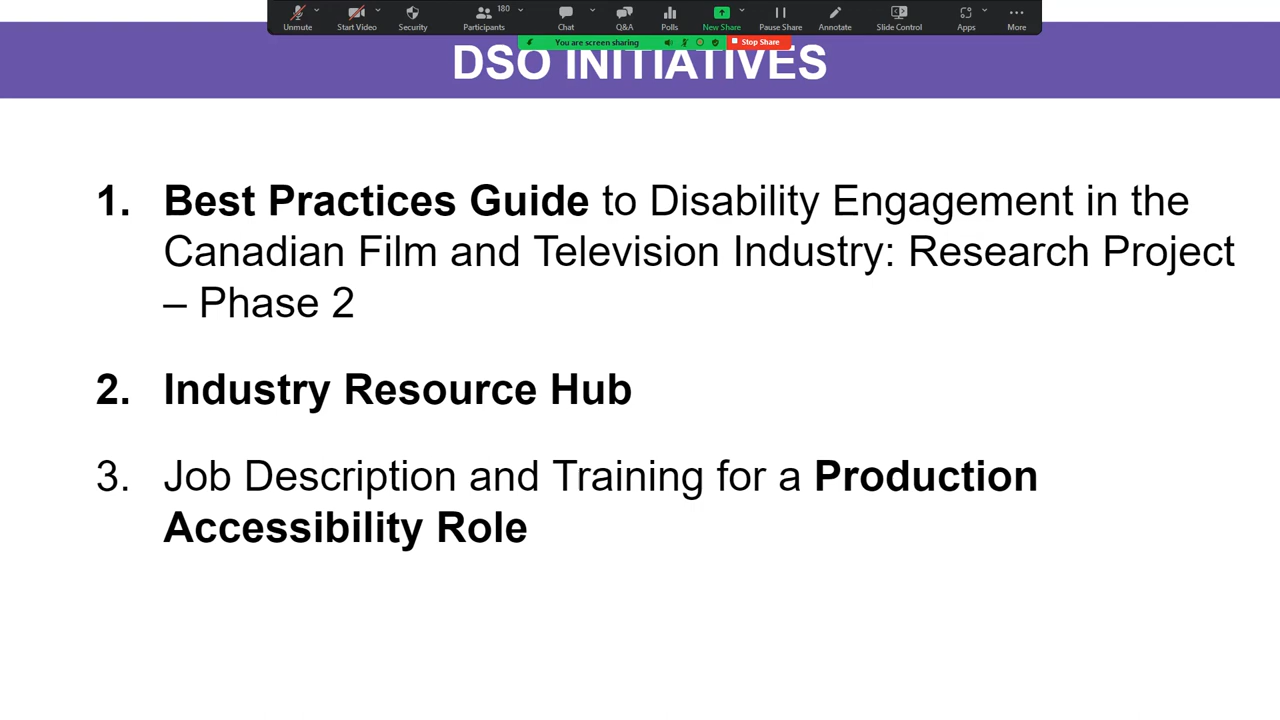 180
Unmute Start Video Security Participants Chat Q&A Polls New Share Pause Share Annotate Slide Control Apps More
You are screen sharing Stop Share
DSO INITIATIVES
1. Best Practices Guide to Disability Engagement in the
Canadian Film and Television Industry: Research Project
– Phase 2
2. Industry Resource Hub
3. Job Description and Training for a Production
Accessibility Role